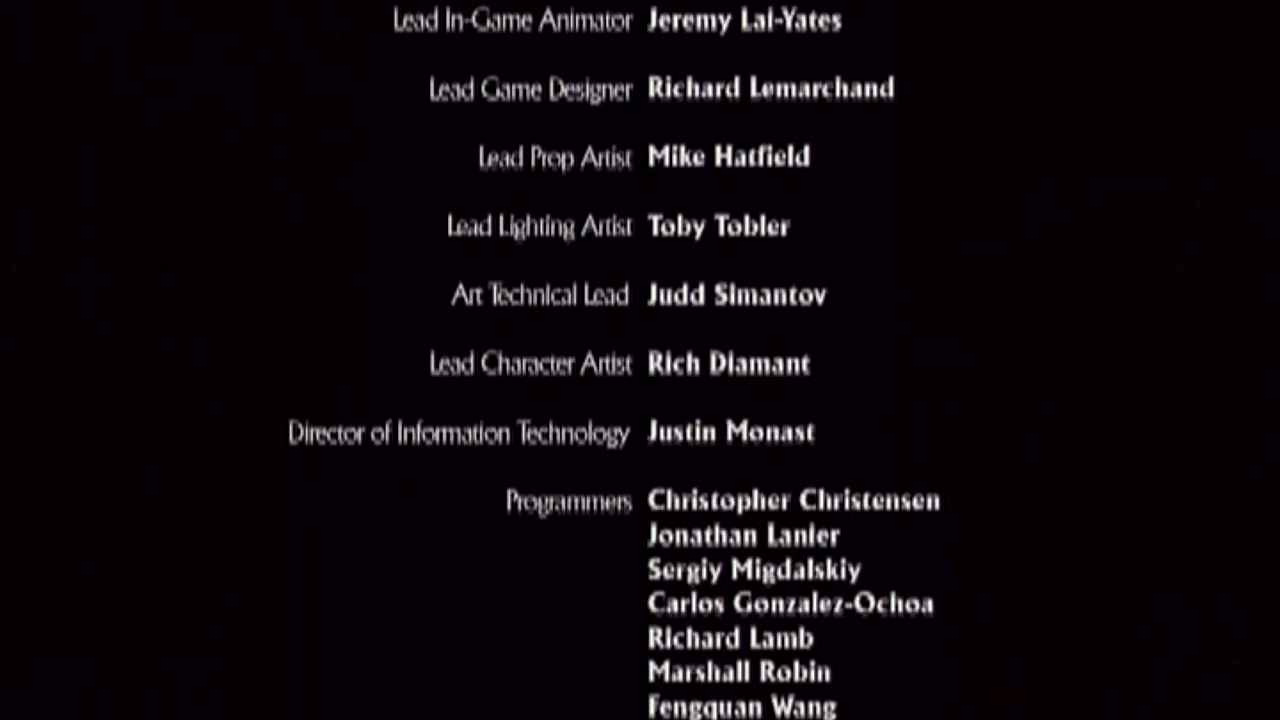 Lead In-Game Animator Jeremy Lai-Yates
Lead Game Designer Richard Lemarchand
Lead Prop Artist Mike Hatfield
Lead Lighting Artist Toby Tobler
Art Technical Lead Judd Simantov
Lead Character Artist Rich Diamant
Director of Information Technology Justin Monast
Programmers Christopher Christensen
Jonathan Lanier
Sergiy Migdalskiy
Carlos Gonzalez-Ochoa
Richard Lamb
Marshall Robin
Fengquan Wang